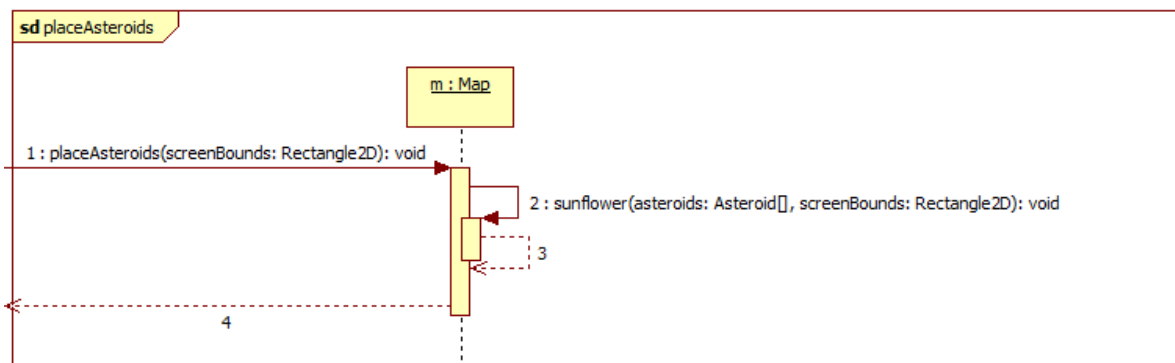 sd placeAsteroids
m : Map
1 : placeAsteroids(screenBounds: Rectangle2D): void
2 : sunflower(asteroids: Asteroid[], screenBounds: Rectangle2D): void
3
4